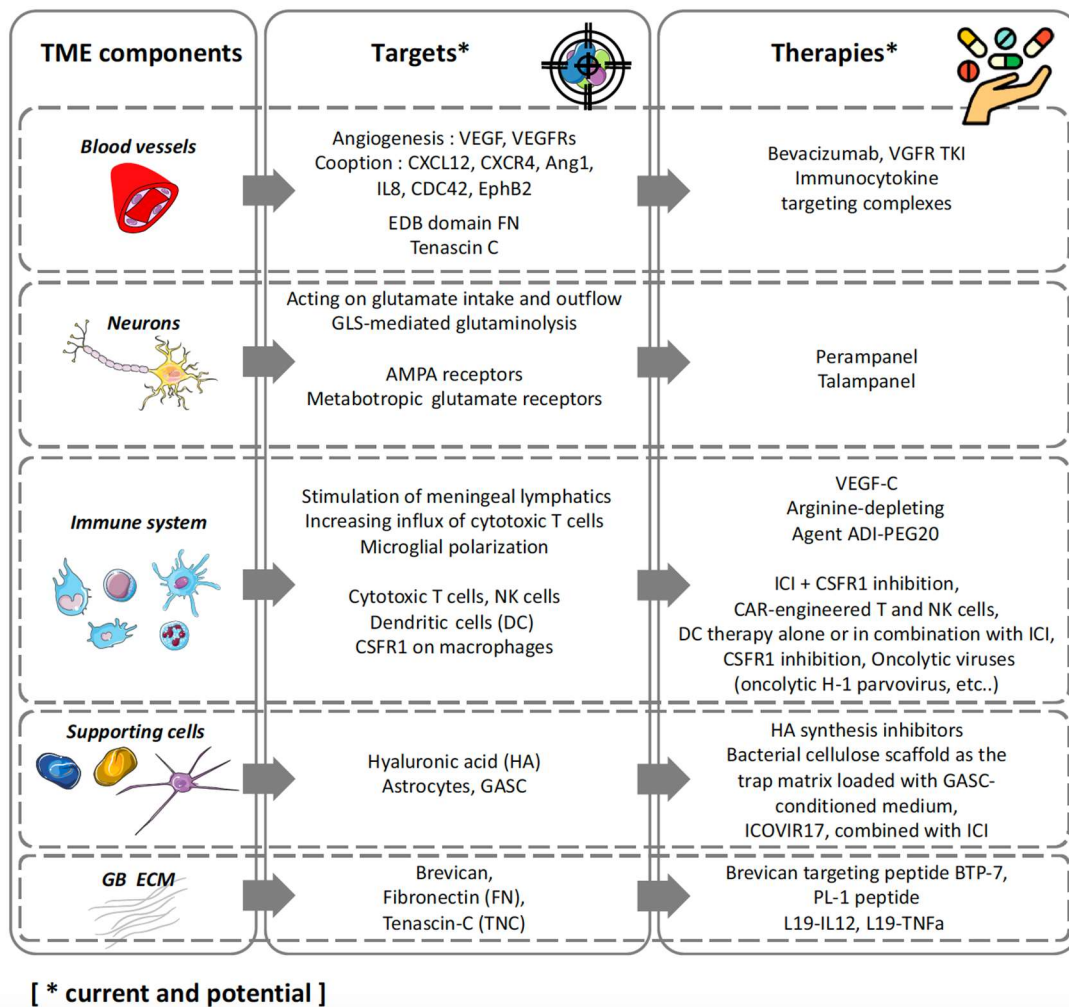 TME components
Targets*
Therapies*
Blood vessels
Angiogenesis : VEGF, VEGFRs
Cooption : CXCL12, CXCR4, Ang1,
IL8, CDC42, EphB2
EDB domain FN
Tenascin C
Bevacizumab, VGFR TKI
Immunocytokine
targeting complexes
Neurons
Acting on glutamate intake and outflow
GLS-mediated glutaminolysis
AMPA receptors
Metabotropic glutamate receptors
Perampanel
Talampanel
Immune system
Stimulation of meningeal lymphatics
Increasing influx of cytotoxic T cells
Microglial polarization
Cytotoxic T cells, NK cells
Dendritic cells (DC)
CSFR1 on macrophages
VEGF-C
Arginine-depleting
Agent ADI-PEG20
ICI + CSFR1 inhibition,
CAR-engineered T and NK cells,
DC therapy alone or in combination with ICI,
CSFR1 inhibition, Oncolytic viruses
(oncolytic H-1 parvovirus, etc..)
Supporting cells
Hyaluronic acid (HA)
Astrocytes, GASC
HA synthesis inhibitors
Bacterial cellulose scaffold as the
trap matrix loaded with GASC-
conditioned medium,
ICOVIR17, combined with ICI
GB ECM
Brevican,
Fibronectin (FN),
Tenascin-C (TNC)
Brevican targeting peptide BTP-7,
PL-1 peptide
L19-IL12, L19-TNFa
[ * current and potential ]